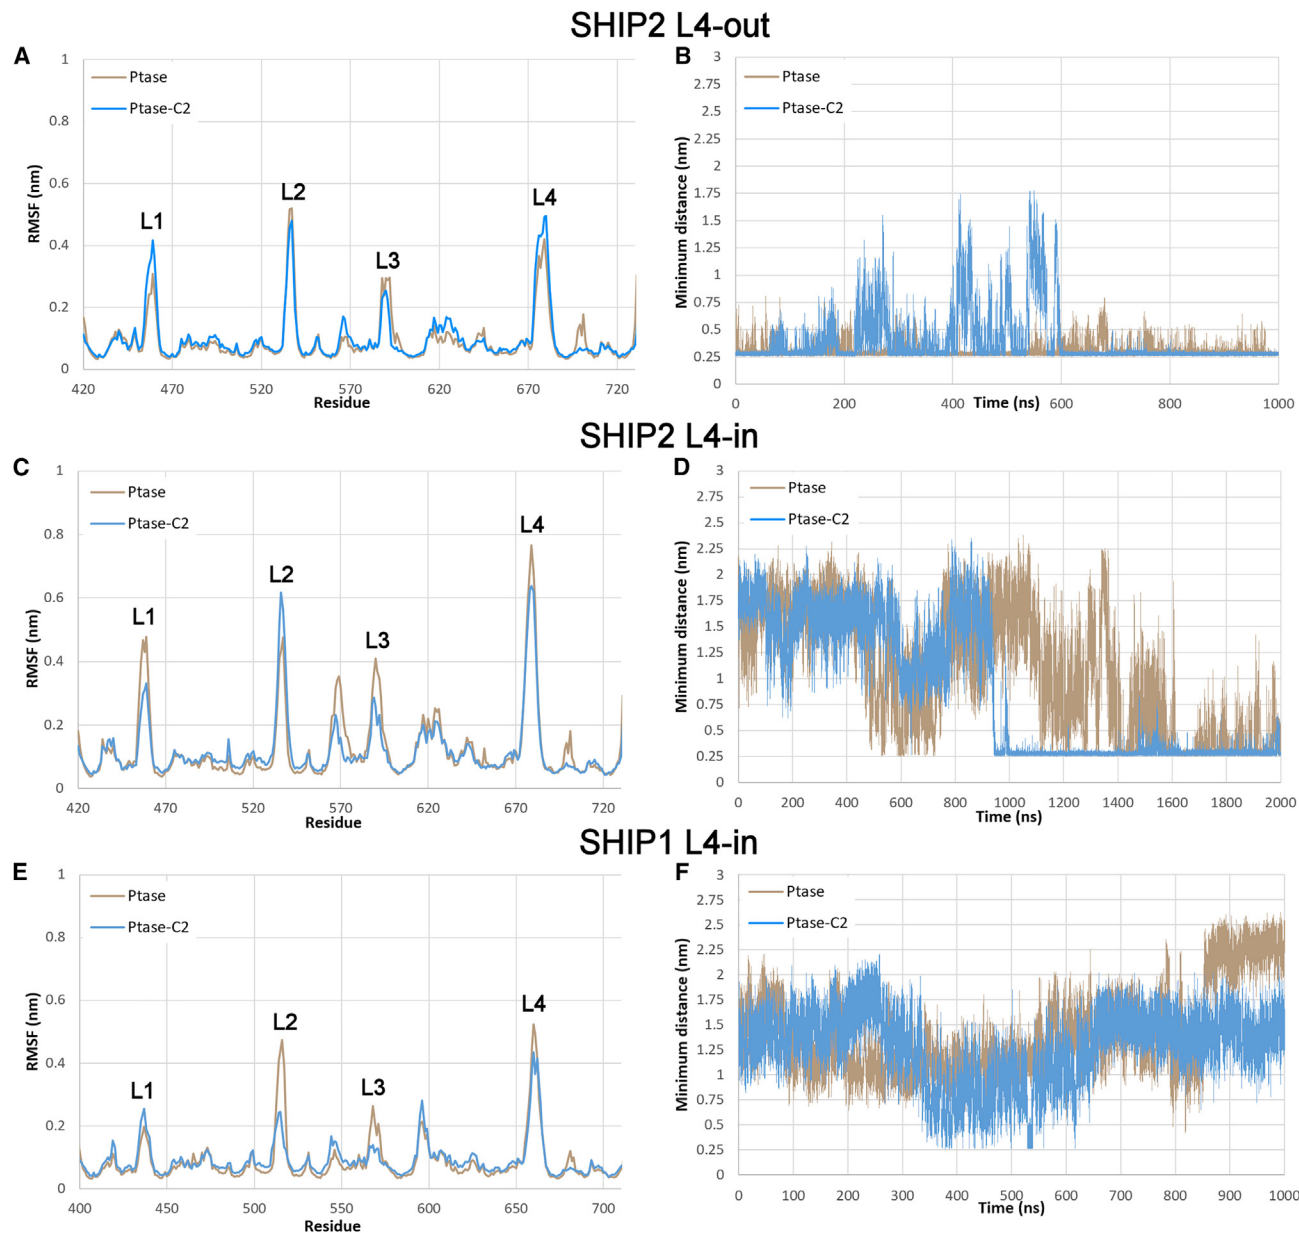 SHIP2 L4-out
A
1
0.8
0.6
0.4
0.2
0
RMSF (nm)
Ptase
Ptase-C2
L1
L2
L3
L4
420 470 520 570 620 670 720
Residue
B
3
2.75
2.5
2.25
2
1.75
1.5
1.25
1
0.75
0.5
0.25
0
Minimum distance (nm)
Ptase
Ptase-C2
0 200 400 600 800 1000
Time (ns)
SHIP2 L4-in
C
1
0.8
0.6
0.4
0.2
0
RMSF (nm)
Ptase
Ptase-C2
L1
L2
L3
L4
420 470 520 570 620 670 720
Residue
D
3
2.75
2.5
2.25
2
1.75
1.5
1.25
1
0.75
0.5
0.25
0
Minimum distance (nm)
Ptase
Ptase-C2
0 200 400 600 800 1000 1200 1400 1600 1800 2000
Time (ns)
SHIP1 L4-in
E
1
0.8
0.6
0.4
0.2
0
RMSF (nm)
Ptase
Ptase-C2
L1
L2
L3
L4
400 450 500 550 600 650 700
Residue
F
3
2.75
2.5
2.25
2
1.75
1.5
1.25
1
0.75
0.5
0.25
0
Minimum distance (nm)
Ptase
Ptase-C2
0 100 200 300 400 500 600 700 800 900 1000
Time (ns)